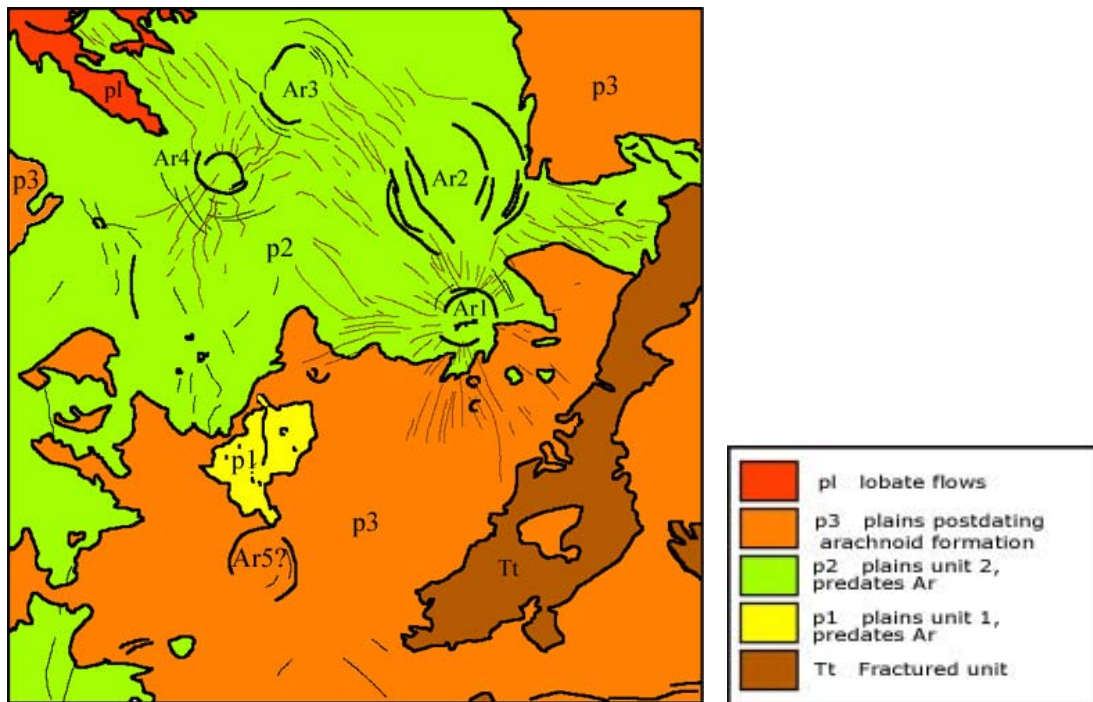 pl
Ar3
p3
Ar4
p3
Ar2
p2
Ar1
p1
p3
Ar5?
Tt
pl lobate flows
p3 plains postdating
arachnoid formation
p2 plains unit 2,
predates Ar
p1 plains unit 1,
predates Ar
Tt Fractured unit